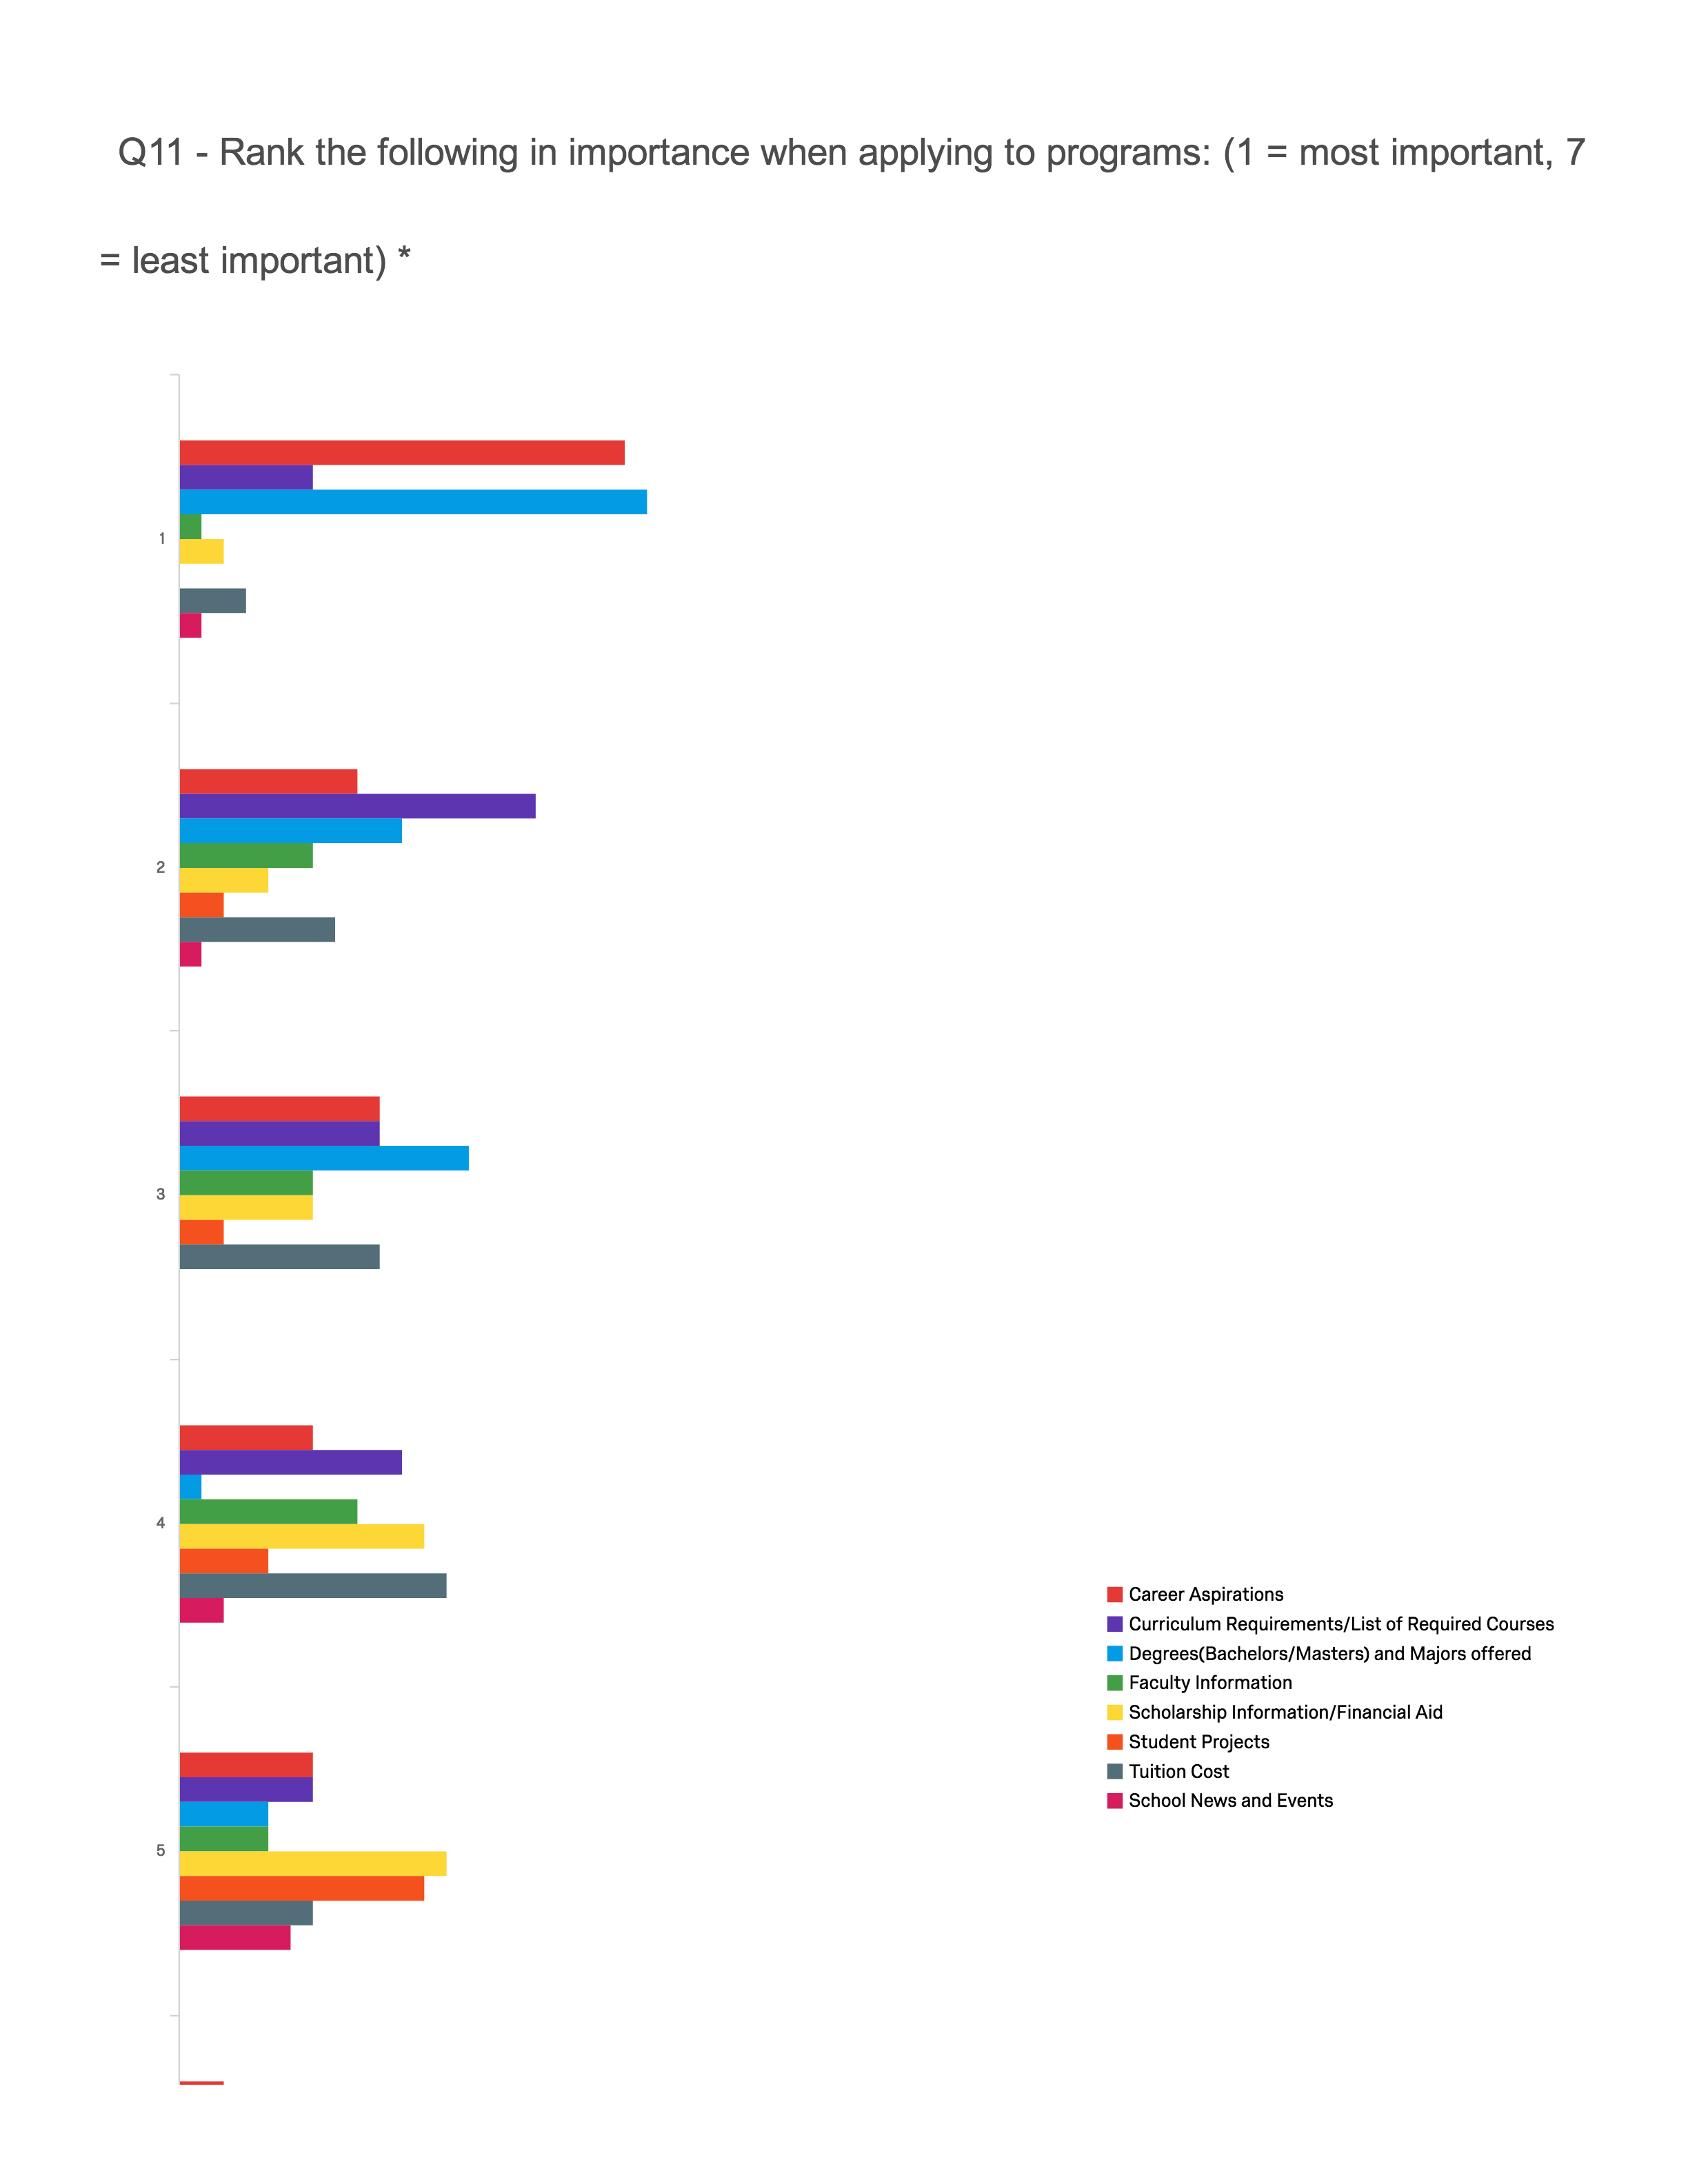 Q11 - Rank the following in importance when applying to programs: (1 = most important, 7
= least important) *
1
2
3
4
5
Career Aspirations
Curriculum Requirements/List of Required Courses
Degrees(Bachelors/Masters) and Majors offered
Faculty Information
Scholarship Information/Financial Aid
Student Projects
Tuition Cost
School News and Events